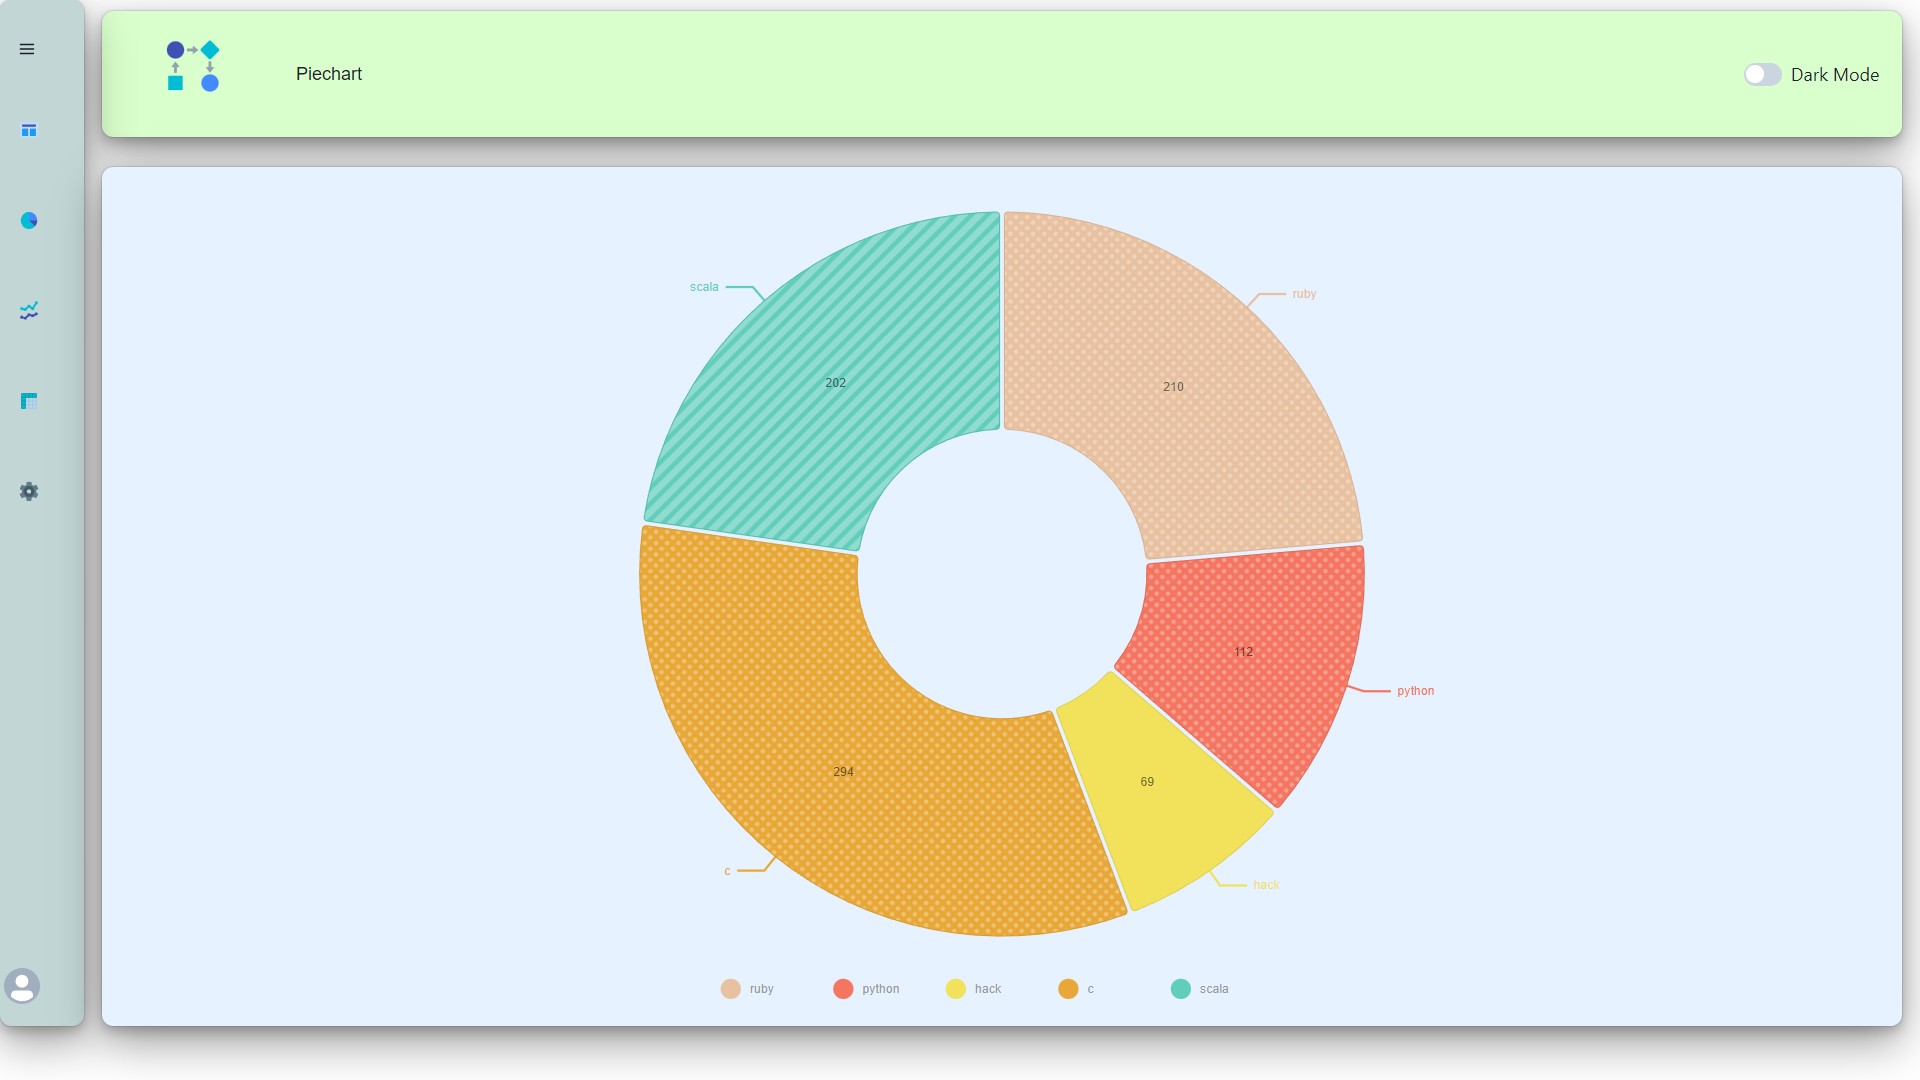 Piechart
Dark Mode
scala
ruby
202
210
112
python
294
69
c
hack
ruby
python
hack
c
scala